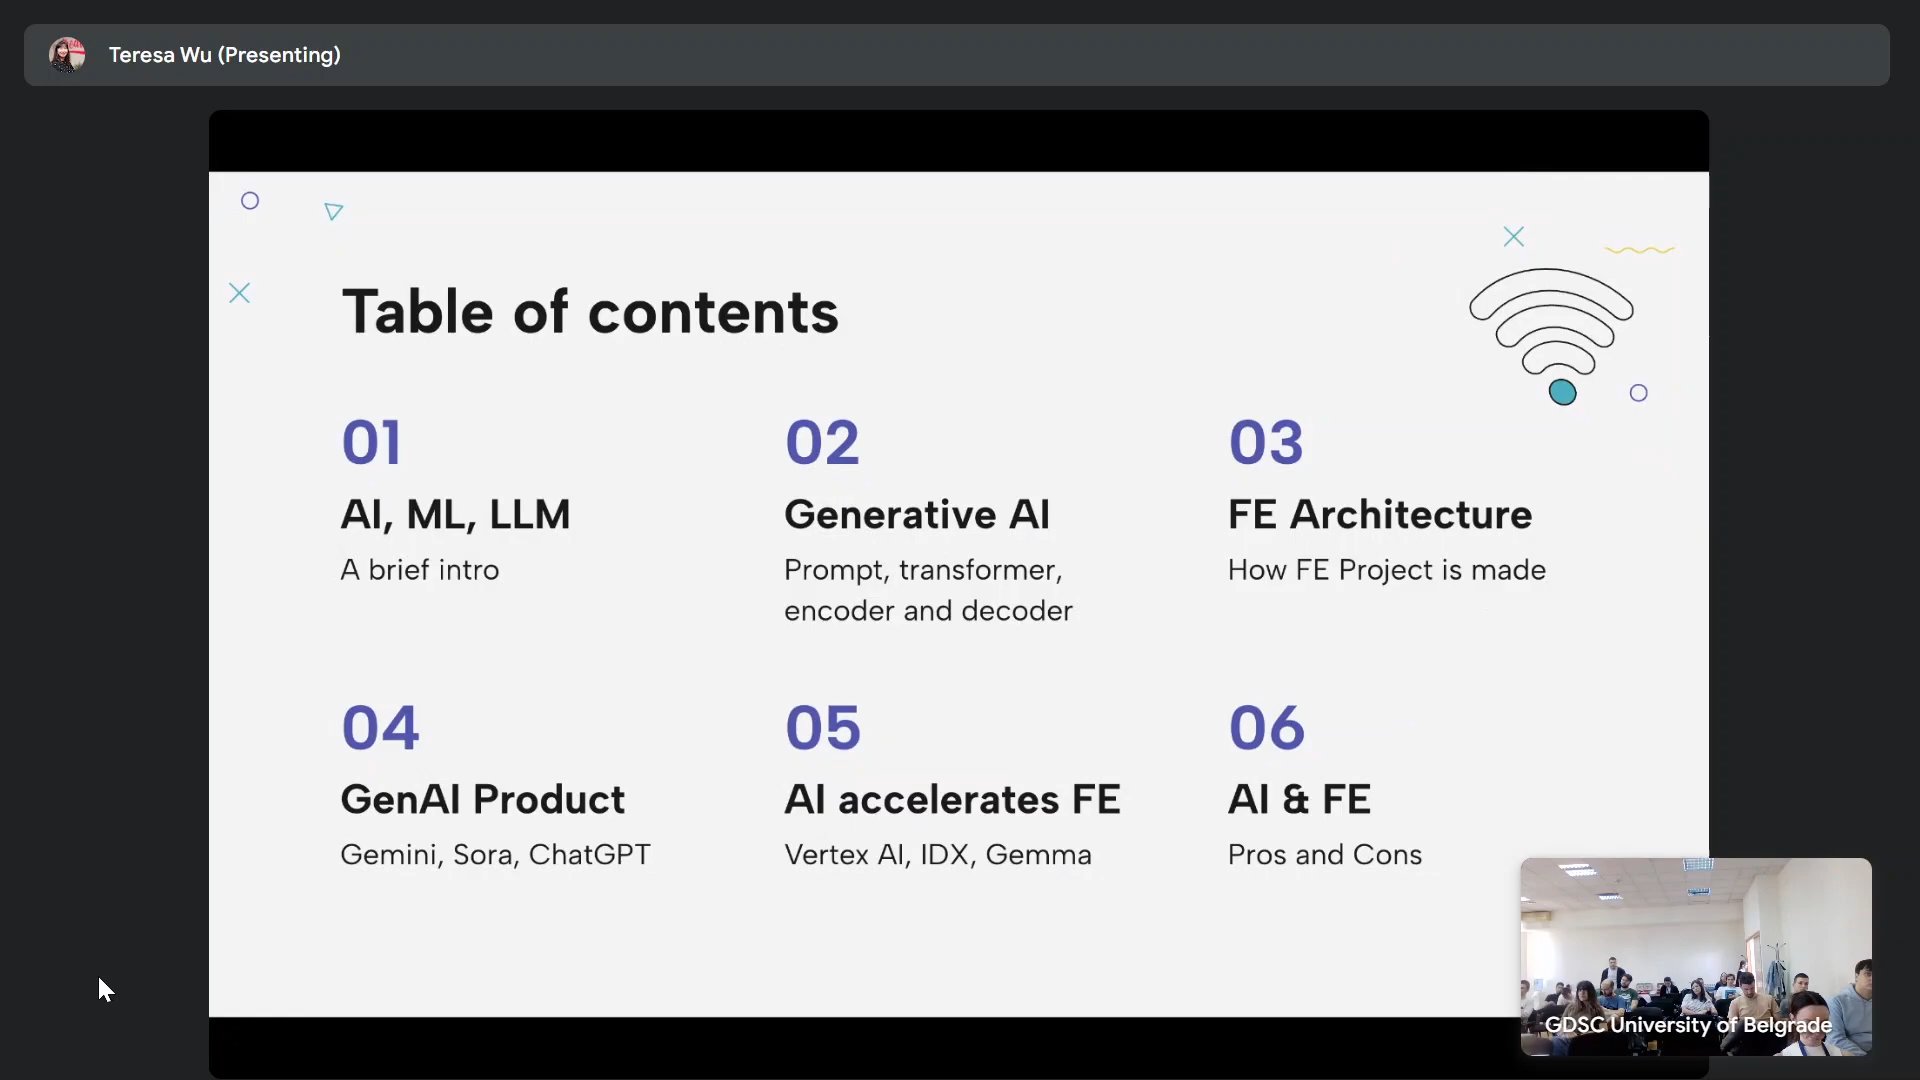 Teresa Wu (Presenting)
Table of contents
01
AI, ML, LLM
A brief intro
02
Generative AI
Prompt, transformer,
encoder and decoder
03
FE Architecture
How FE Project is made
04
GenAI Product
Gemini, Sora, ChatGPT
05
AI accelerates FE
Vertex AI, IDX, Gemma
06
AI & FE
Pros and Cons
GDSC University of Belgrade